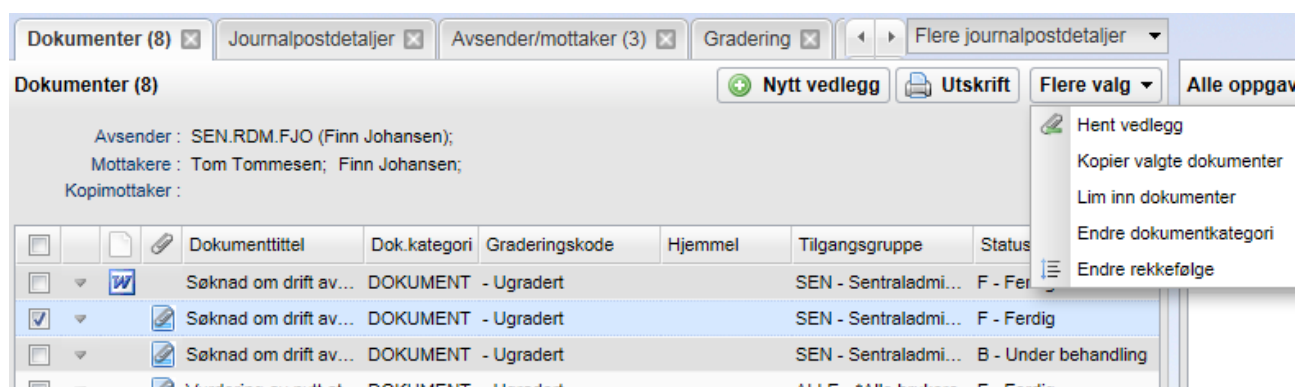 Dokumenter (8) Journalpostdetaljer Avsender/mottaker (3) Gradering Flere journalpostdetaljer
Dokumenter (8) Nytt vedlegg Utskrift Flere valg Alle oppgav
Hent vedlegg
Avsender : SEN.RDM.FJO (Finn Johansen);
Mottakere : Tom Tommesen; Finn Johansen;
Kopier valgte dokumenter
Kopimottaker :
Lim inn dokumenter
Endre dokumentkategori
Dokumenttittel Dok.kategori Graderingskode Hjemmel Tilgangsgruppe Status
Endre rekkefølge
Søknad om drift av... DOKUMENT - Ugradert SEN - Sentraladmi... F - Fer
Søknad om drift av... DOKUMENT - Ugradert SEN - Sentraladmi... F - Ferdig
Søknad om drift av... DOKUMENT - Ugradert SEN - Sentraladmi... B - Under behandling